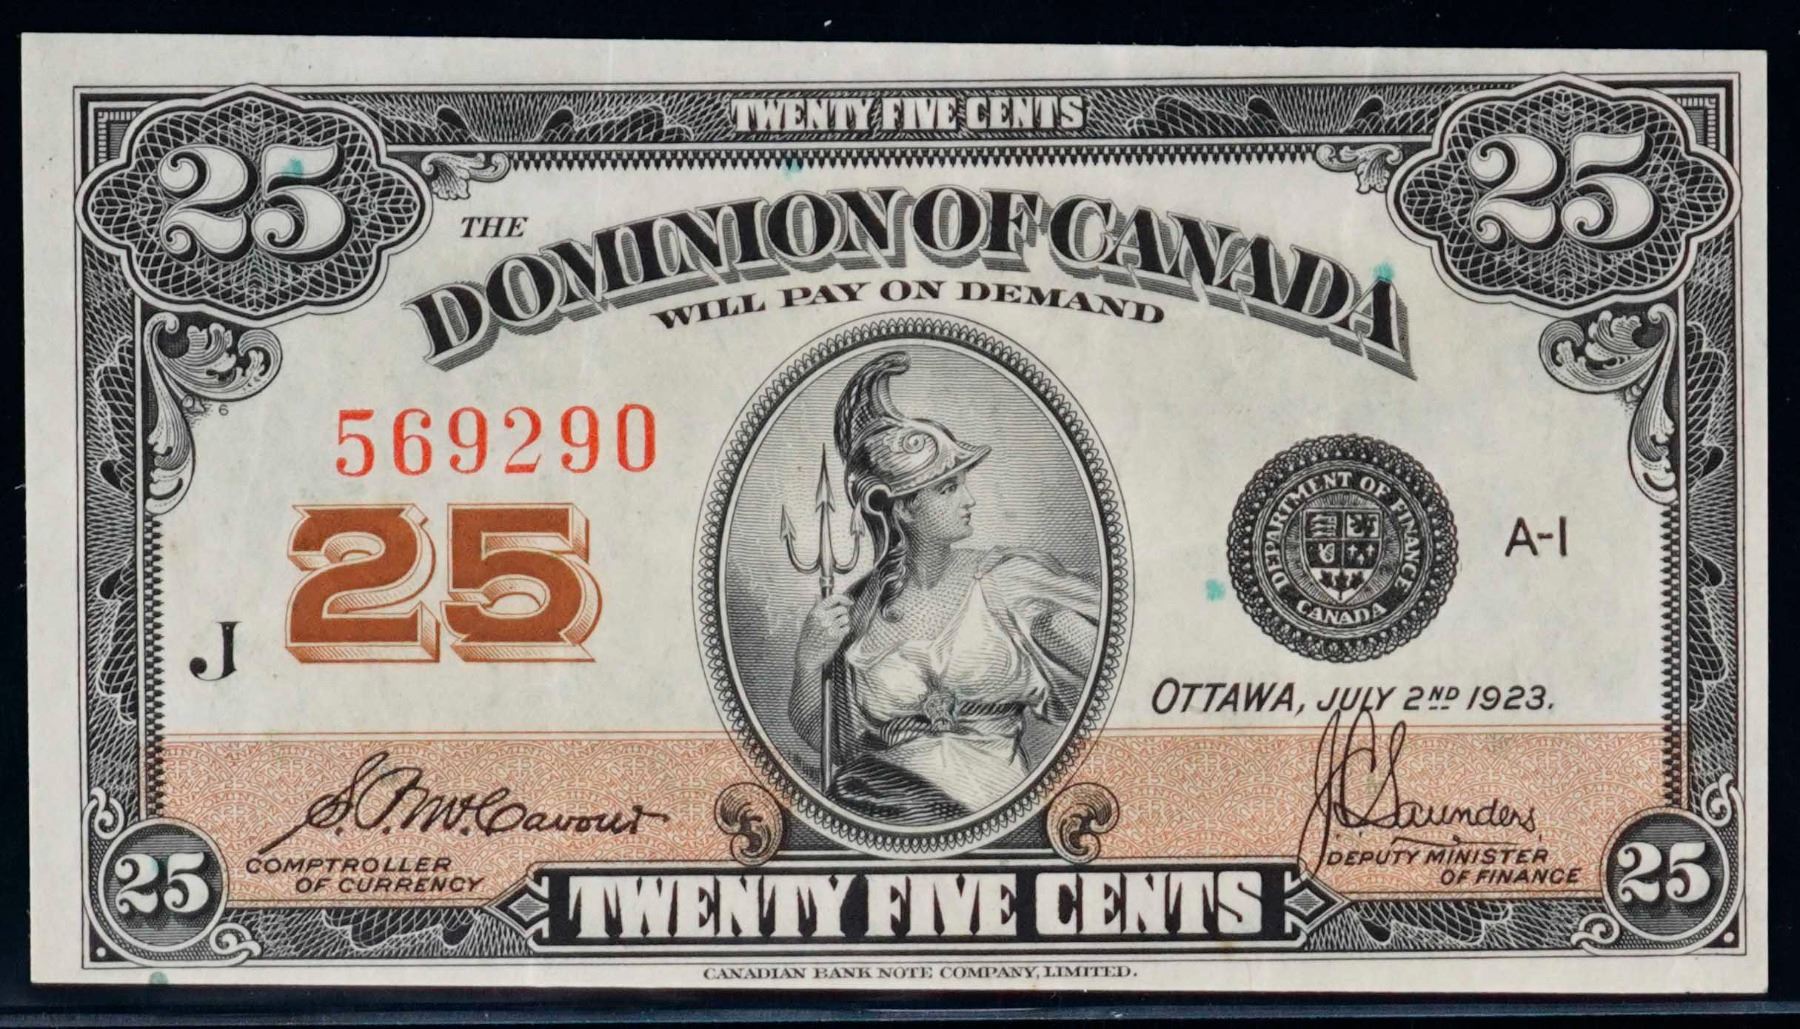 TWENTY FIVE CENTS
25 25
THE
DOMINION OF CANADA
WILL PAY ON DEMAND
6
569290
25
DEPARTMENT OF FINANCE
CANADA
A-1
J
OTTAWA, JULY 2ND 1923.
S.P. McCavour
J.C. Saunders
COMPTROLLER
OF CURRENCY
DEPUTY MINISTER
OF FINANCE
25 TWENTY FIVE CENTS 25
CANADIAN BANK NOTE COMPANY, LIMITED.